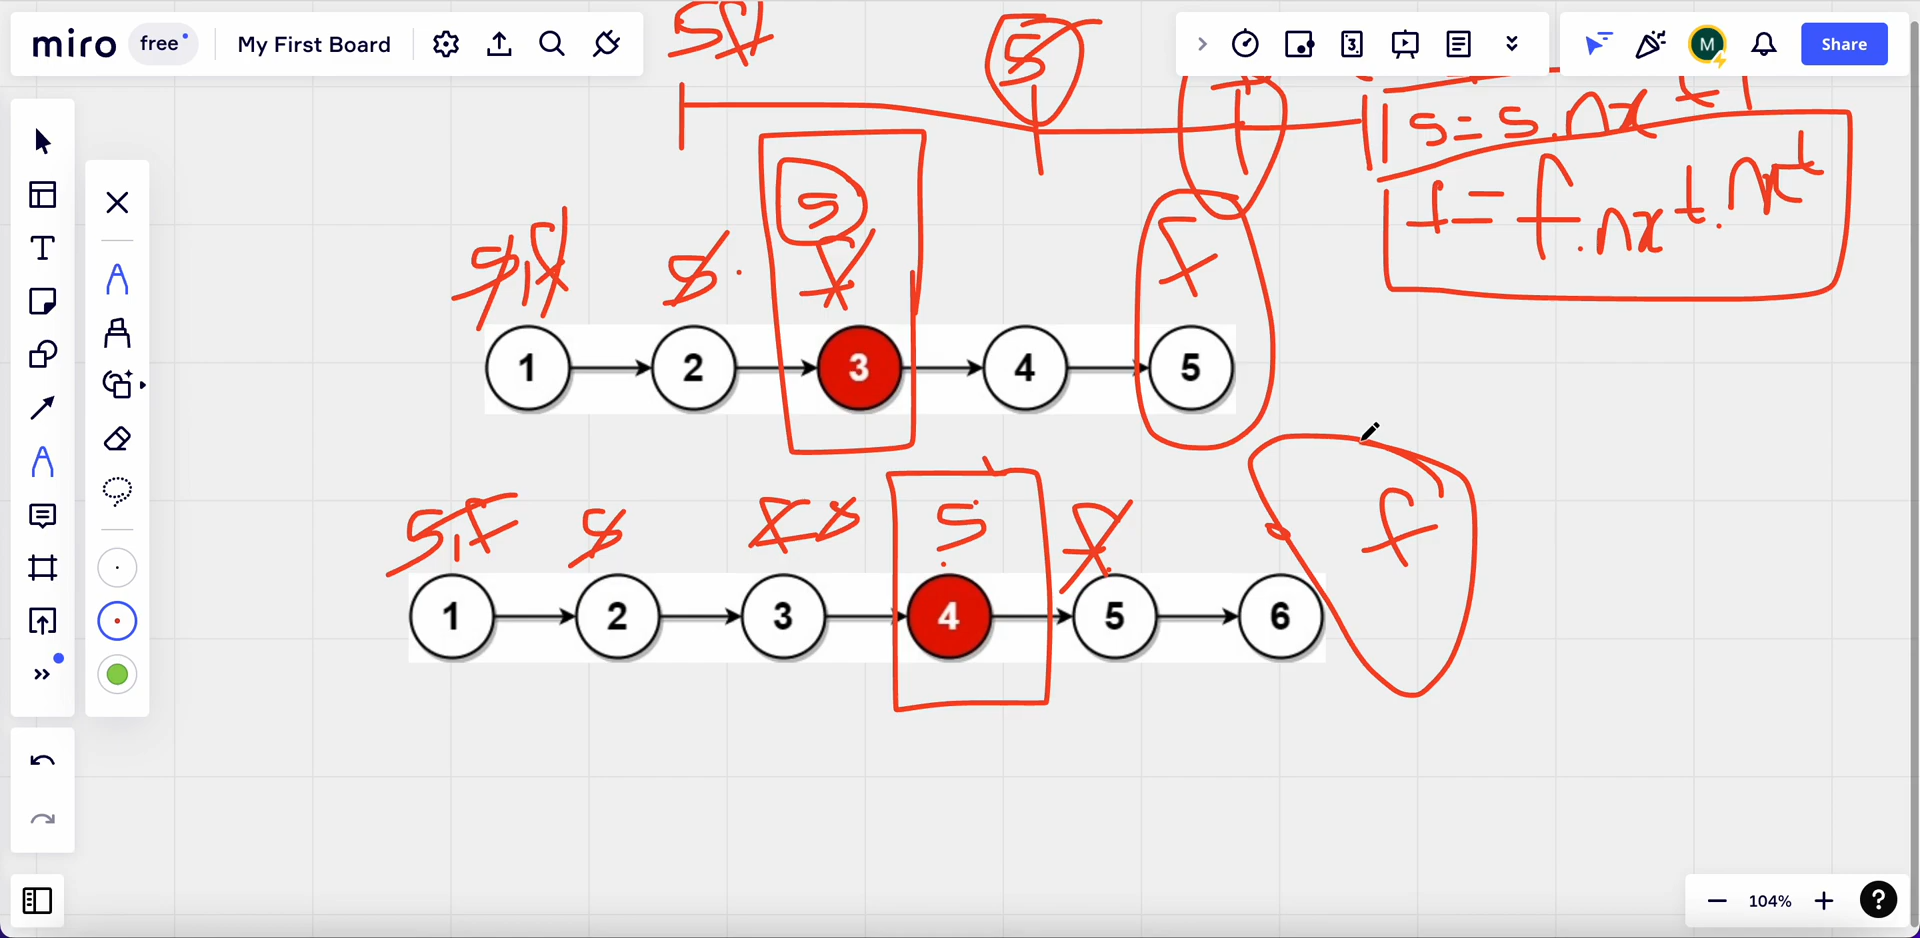 miro free My First Board
3
M
Share
s f
s
s = s.nxt
f = f.nxt.nxt
s
s, f s f f
1 2 3 4 5
s, f s f s s f f
1 2 3 4 5 6
T
104%
?